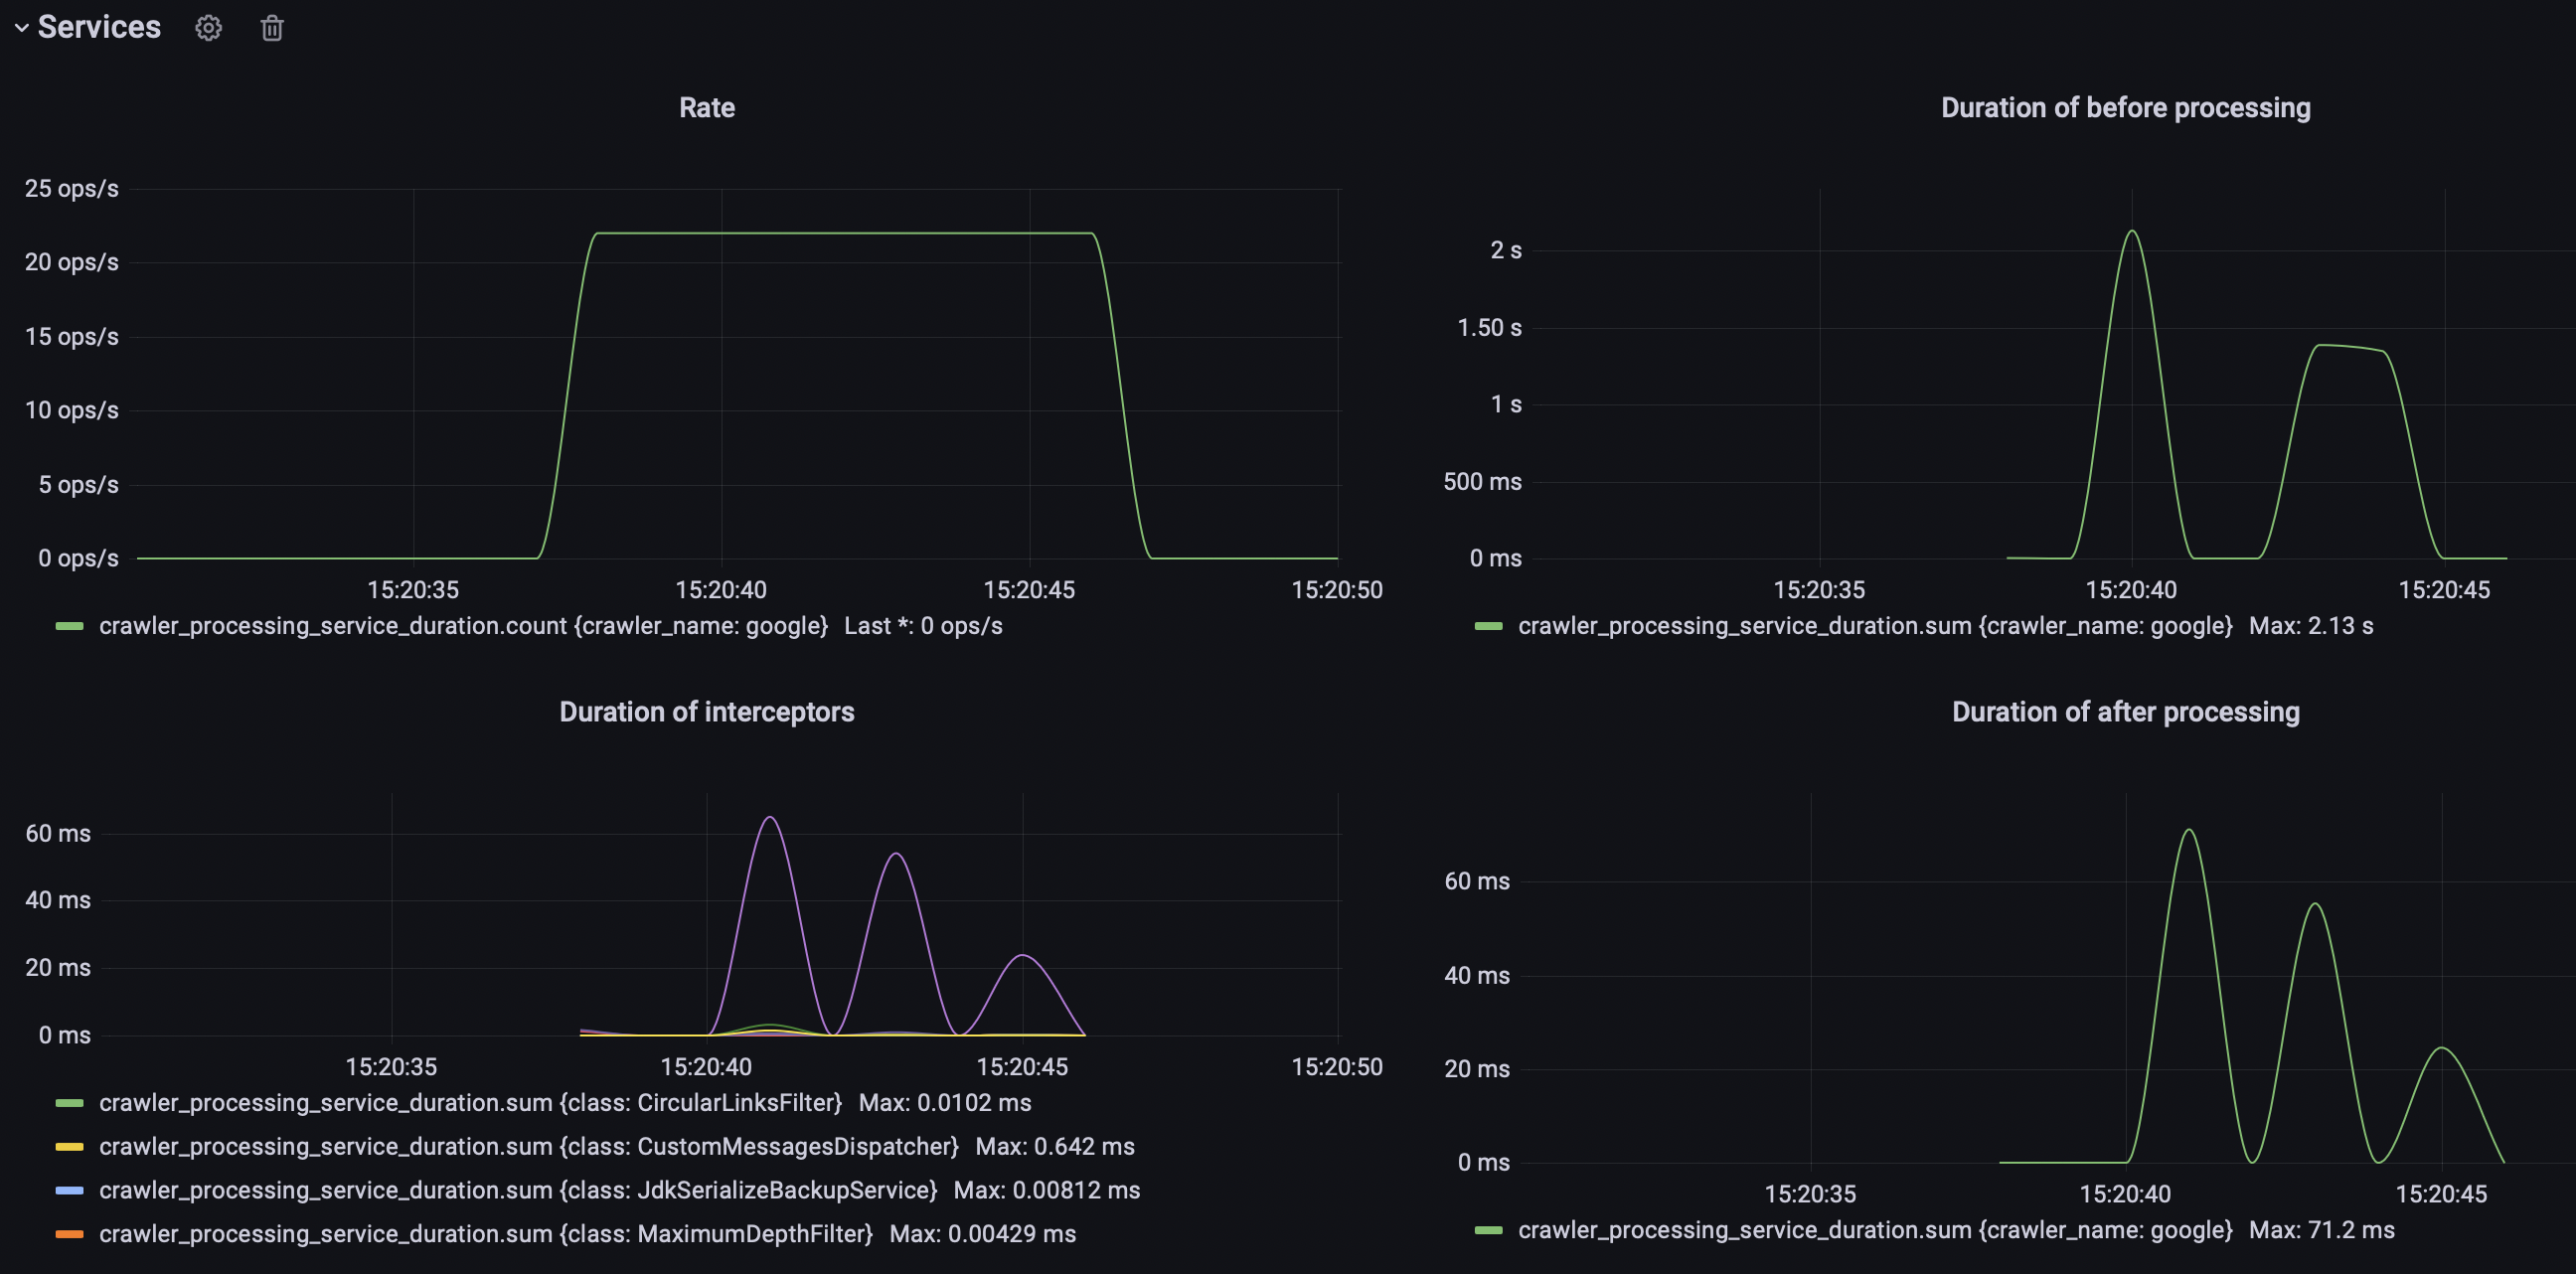 Services
Rate
25 ops/s
20 ops/s
15 ops/s
10 ops/s
5 ops/s
0 ops/s
15:20:35 15:20:40 15:20:45 15:20:50
crawler_processing_service_duration.count {crawler_name: google} Last *: 0 ops/s
Duration of before processing
2 s
1.50 s
1 s
500 ms
0 ms
15:20:35 15:20:40 15:20:45
crawler_processing_service_duration.sum {crawler_name: google} Max: 2.13 s
Duration of interceptors
60 ms
40 ms
20 ms
0 ms
15:20:35 15:20:40 15:20:45 15:20:50
crawler_processing_service_duration.sum {class: CircularLinksFilter} Max: 0.0102 ms
crawler_processing_service_duration.sum {class: CustomMessagesDispatcher} Max: 0.642 ms
crawler_processing_service_duration.sum {class: JdkSerializeBackupService} Max: 0.00812 ms
crawler_processing_service_duration.sum {class: MaximumDepthFilter} Max: 0.00429 ms
Duration of after processing
60 ms
40 ms
20 ms
0 ms
15:20:35 15:20:40 15:20:45
crawler_processing_service_duration.sum {crawler_name: google} Max: 71.2 ms